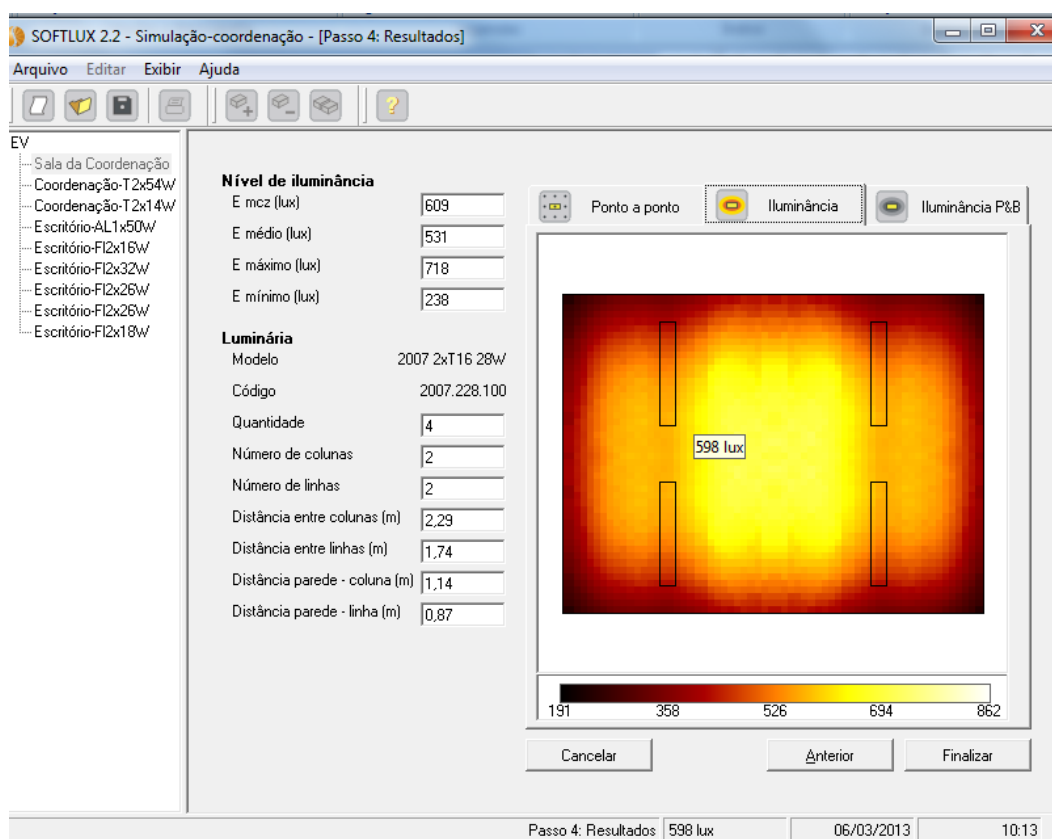 SOFTLUX 2.2 - Simulação-coordenação - [Passo 4: Resultados]
Arquivo Editar Exibir Ajuda
EV
Sala da Coordenação
Coordenação-T2x54W
Coordenação-T2x14W
Escritório-AL1x50W
Escritório-FI2x16W
Escritório-FI2x32W
Escritório-FI2x26W
Escritório-FI2x26W
Escritório-FI2x18W
Nível de iluminância
E mcz (lux) 609
E médio (lux) 531
E máximo (lux) 718
E mínimo (lux) 238
Luminária
Modelo 2007 2xT16 28W
Código 2007.228.100
Quantidade 4
Número de colunas 2
Número de linhas 2
Distância entre colunas (m) 2,29
Distância entre linhas (m) 1,74
Distância parede - coluna (m) 1,14
Distância parede - linha (m) 0,87
Ponto a ponto Iluminância Iluminância P&B
598 lux
191 358 526 694 862
Cancelar Anterior Finalizar
Passo 4: Resultados 598 lux 06/03/2013 10:13